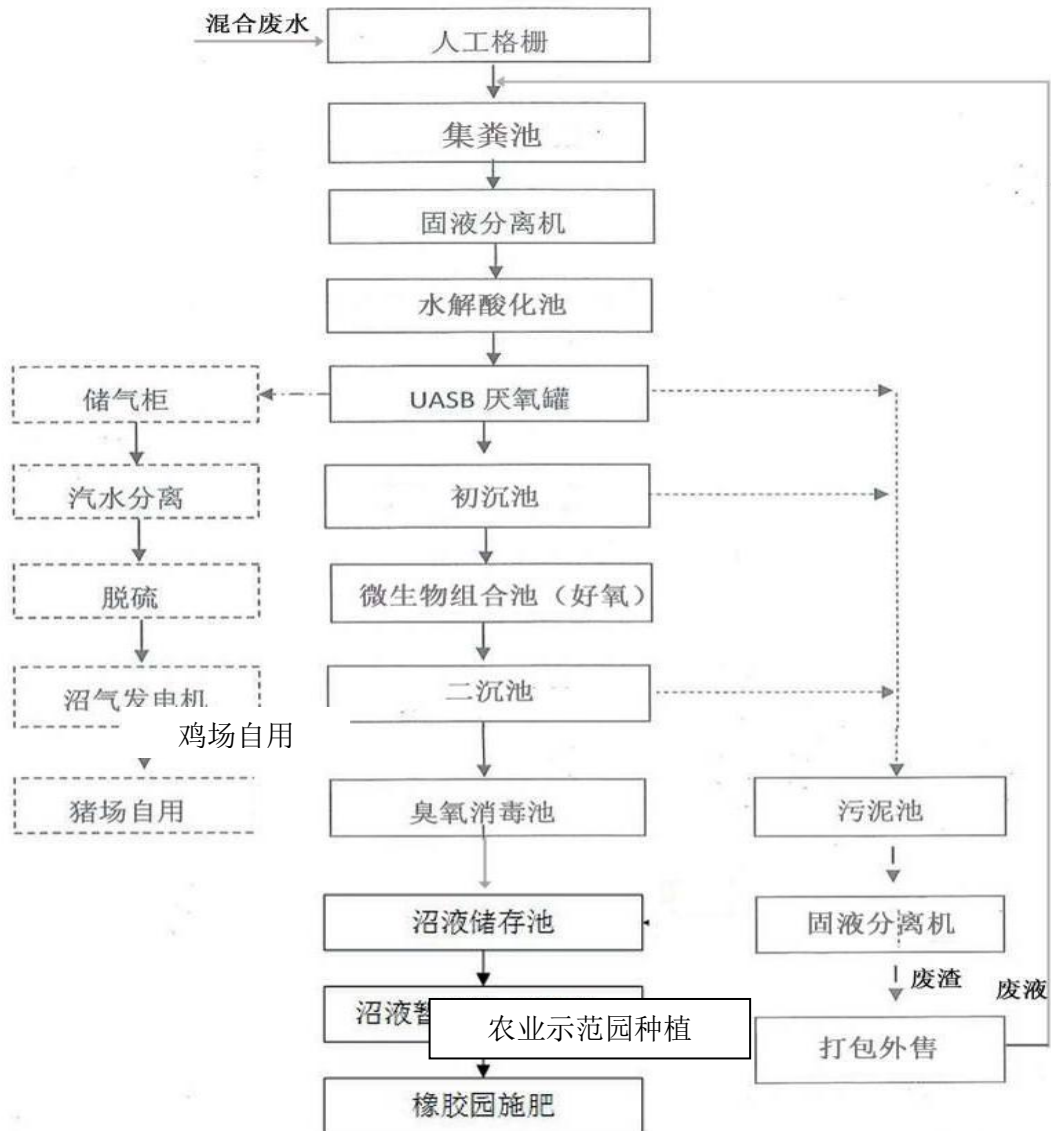 混合废水
人工格栅
集粪池
固液分离机
水解酸化池
储气柜
UASB 厌氧罐
汽水分离
初沉池
脱硫
微生物组合池（好氧）
沼气发电机
二沉池
鸡场自用
猪场自用
臭氧消毒池
污泥池
沼液储存池
固液分离机
废渣
废液
沼液暂
农业示范园种植
打包外售
橡胶园施肥